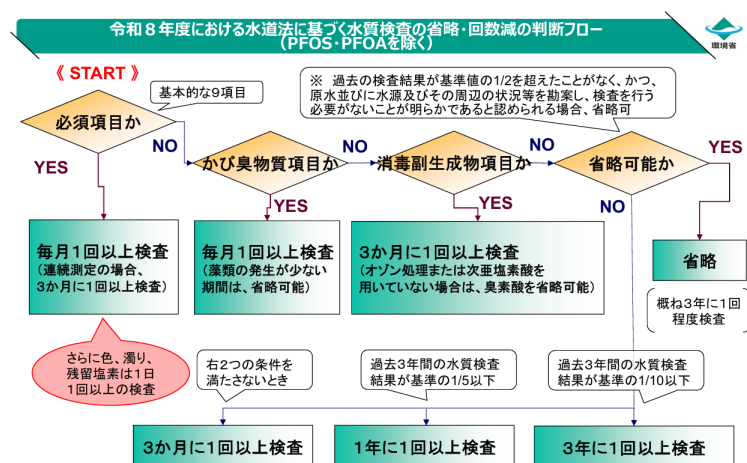 令和８年度における水道法に基づく水質検査の省略・回数減の判断フロー
（PFOS・PFOAを除く）
環境省
《 START 》
基本的な９項目
※ 過去の検査結果が基準値の1/2を超えたことがなく、かつ、
原水並びに水源及びその周辺の状況等を勘案し、検査を行う
必要がないことが明らかであると認められる場合、省略可
必須項目か
NO
かび臭物質項目か
NO
消毒副生成物項目か
NO
省略可能か
YES
YES
YES
YES
NO
毎月１回以上検査
（連続測定の場合、
３か月に１回以上検査）
毎月１回以上検査
（藻類の発生が少ない
期間は、省略可能）
３か月に１回以上検査
（オゾン処理または次亜塩素酸を
用いていない場合は、臭素酸を省略可能）
省略
概ね３年に１回
程度検査
さらに色、濁り、
残留塩素は１日
１回以上の検査
右２つの条件を
満たさないとき
過去３年間の水質検査
結果が基準の1/5以下
過去３年間の水質検査
結果が基準の1/10以下
３か月に１回以上検査
１年に１回以上検査
３年に１回以上検査